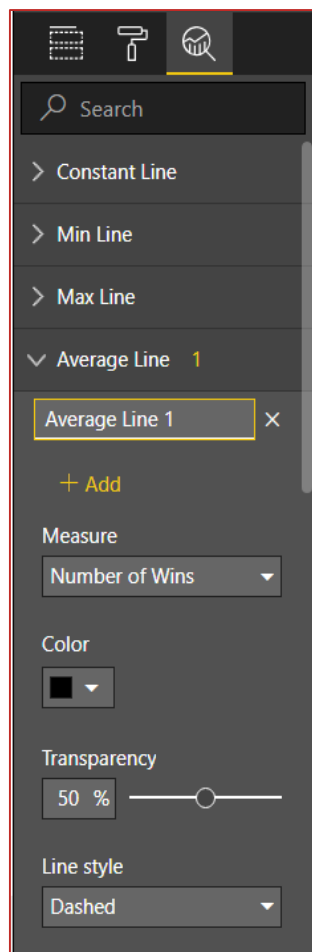 Search
Constant Line
Min Line
Max Line
Average Line 1
Average Line 1
+ Add
Measure
Number of Wins
Color
Transparency
50 %
Line style
Dashed